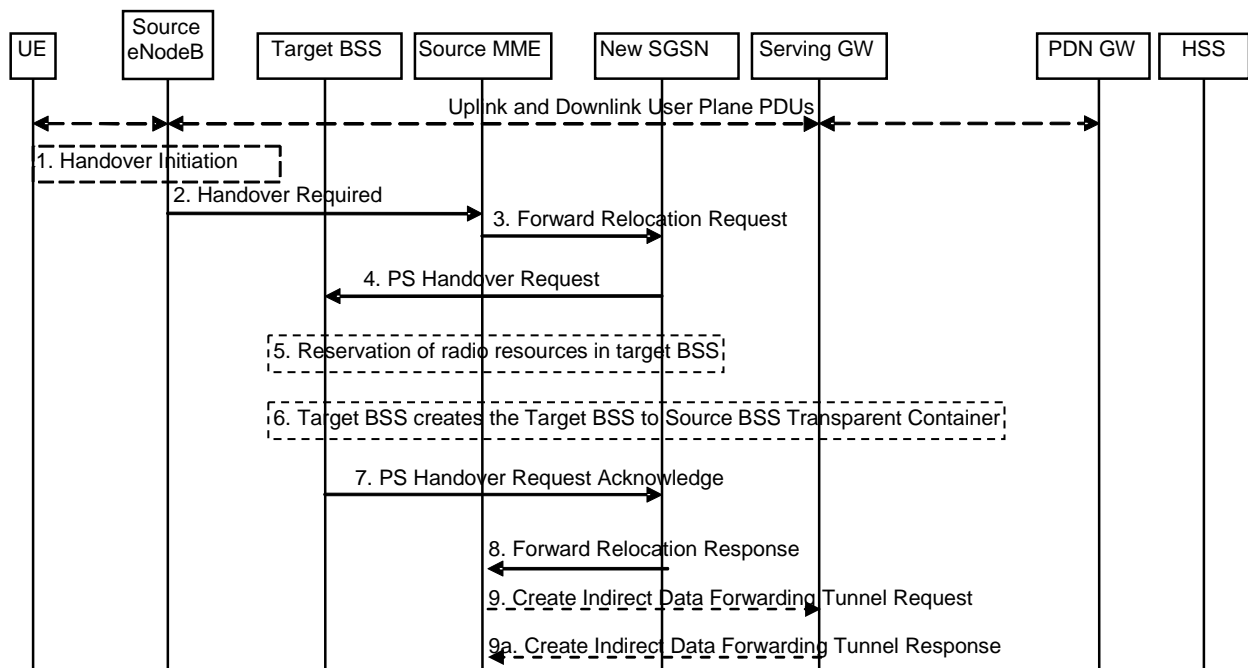 UE
Source
eNodeB
Target BSS
Source MME
New SGSN
Serving GW
PDN GW
HSS
Uplink and Downlink User Plane PDUs
1. Handover Initiation
2. Handover Required
3. Forward Relocation Request
4. PS Handover Request
5. Reservation of radio resources in target BSS
6. Target BSS creates the Target BSS to Source BSS Transparent Container
7. PS Handover Request Acknowledge
8. Forward Relocation Response
9. Create Indirect Data Forwarding Tunnel Request
9a. Create Indirect Data Forwarding Tunnel Response